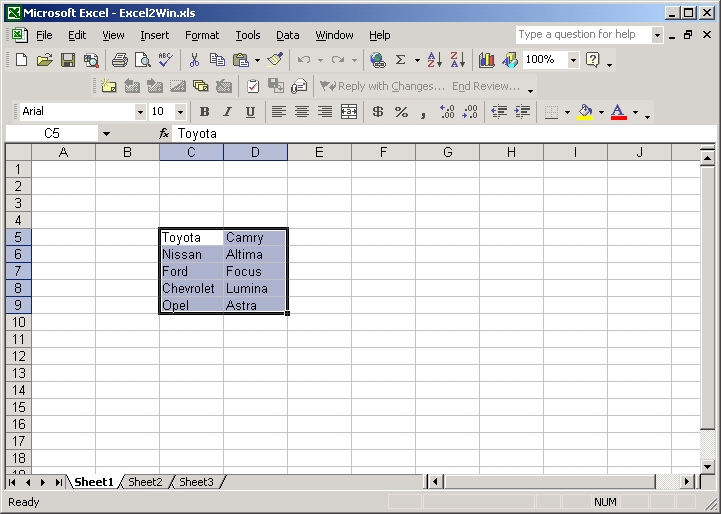 Microsoft Excel - Excel2Win.xls
File Edit View Insert Format Tools Data Window Help Type a question for help
Σ A Z Z A 100% ?
Reply with Changes... End Review...
Arial 10 B I U $ % , A
C5 fx Toyota
A B C D E F G H I J
1
2
3
4
5 Toyota Camry
6 Nissan Altima
7 Ford Focus
8 Chevrolet Lumina
9 Opel Astra
10
11
12
13
14
15
16
17
18
Sheet1 Sheet2 Sheet3
Ready NUM